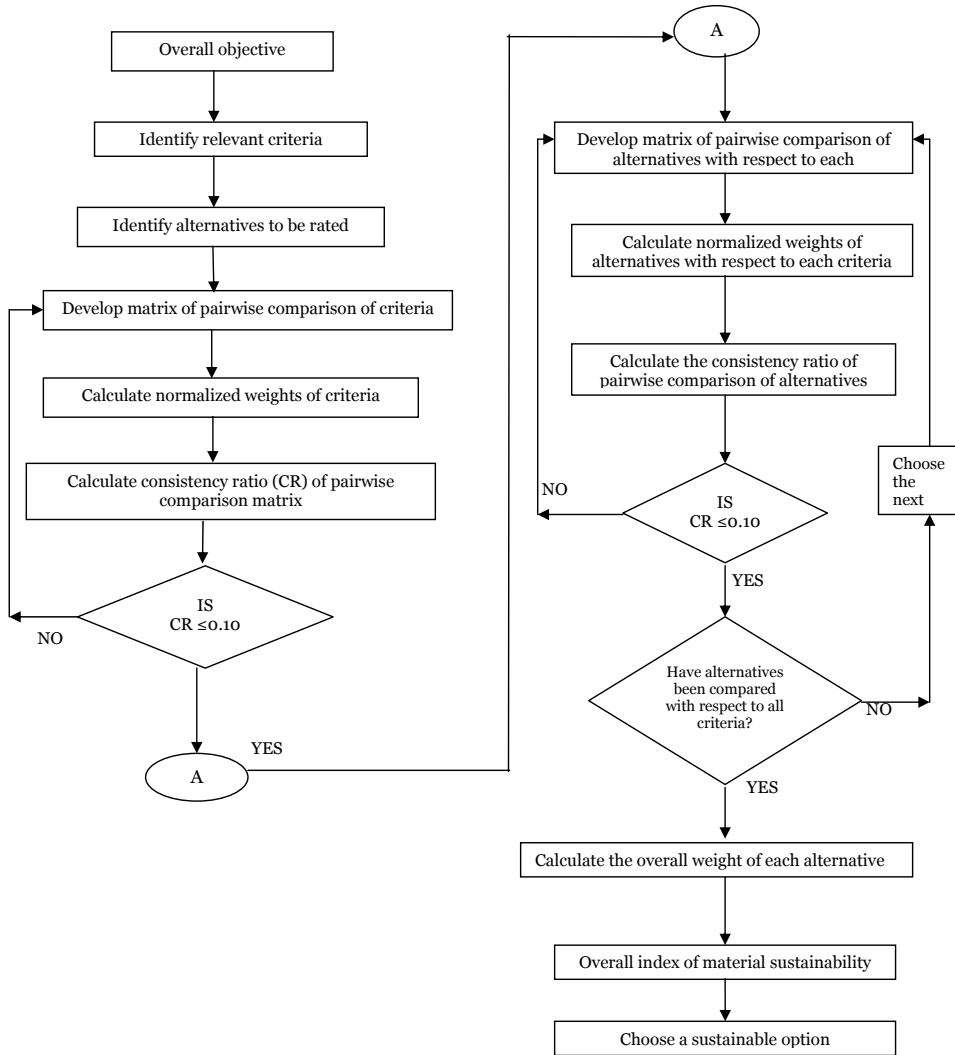 Overall objective
Identify relevant criteria
Identify alternatives to be rated
Develop matrix of pairwise comparison of criteria
Calculate normalized weights of criteria
Calculate consistency ratio (CR) of pairwise
comparison matrix
IS
CR ≤0.10
NO
YES
A
A
Develop matrix of pairwise comparison of
alternatives with respect to each
Calculate normalized weights of
alternatives with respect to each criteria
Calculate the consistency ratio of
pairwise comparison of alternatives
Choose
the
next
NO
IS
CR ≤0.10
YES
Have alternatives
been compared
with respect to all
criteria?
NO
YES
Calculate the overall weight of each alternative
Overall index of material sustainability
Choose a sustainable option